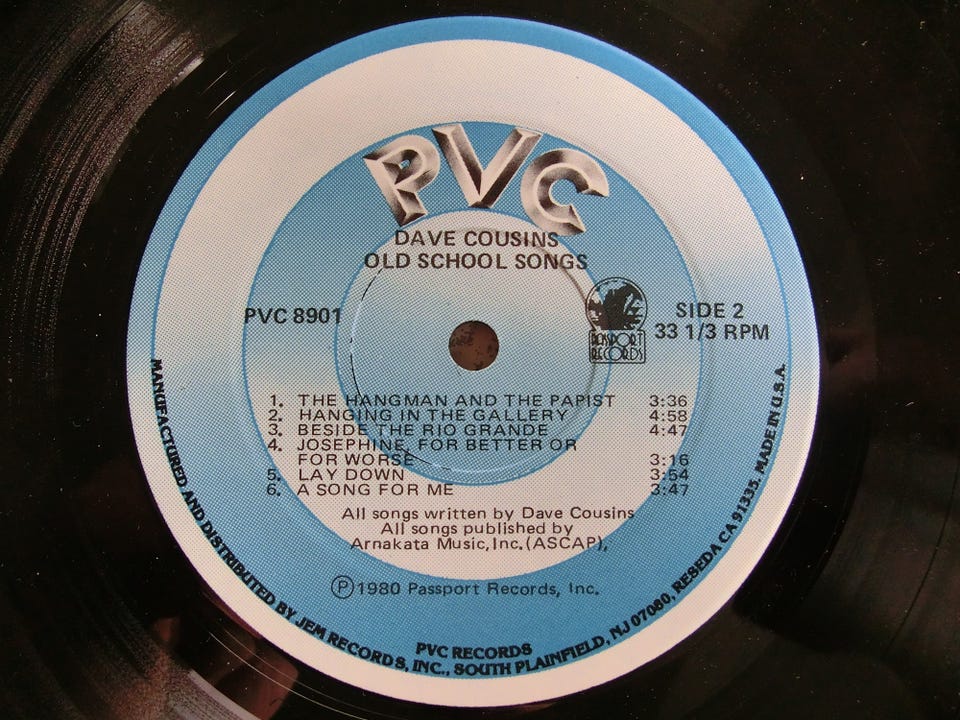 PVC
DAVE COUSINS
OLD SCHOOL SONGS
PVC 8901
PASSPORT
RECORDS
SIDE 2
33 1/3 RPM
1. THE HANGMAN AND THE PAPIST 3:36
2. HANGING IN THE GALLERY 4:58
3. BESIDE THE RIO GRANDE 4:47
4. JOSEPHINE, FOR BETTER OR
FOR WORSE 3:16
5. LAY DOWN 3:54
6. A SONG FOR ME 3:47
All songs written by Dave Cousins
All songs published by
Arnakata Music, Inc. (ASCAP),
Ⓟ1980 Passport Records, Inc.
PVC RECORDS
MANUFACTURED AND DISTRIBUTED BY JEM RECORDS, INC., SOUTH PLAINFIELD, NJ 07080, RESEDA CA 91335. MADE IN U.S.A.